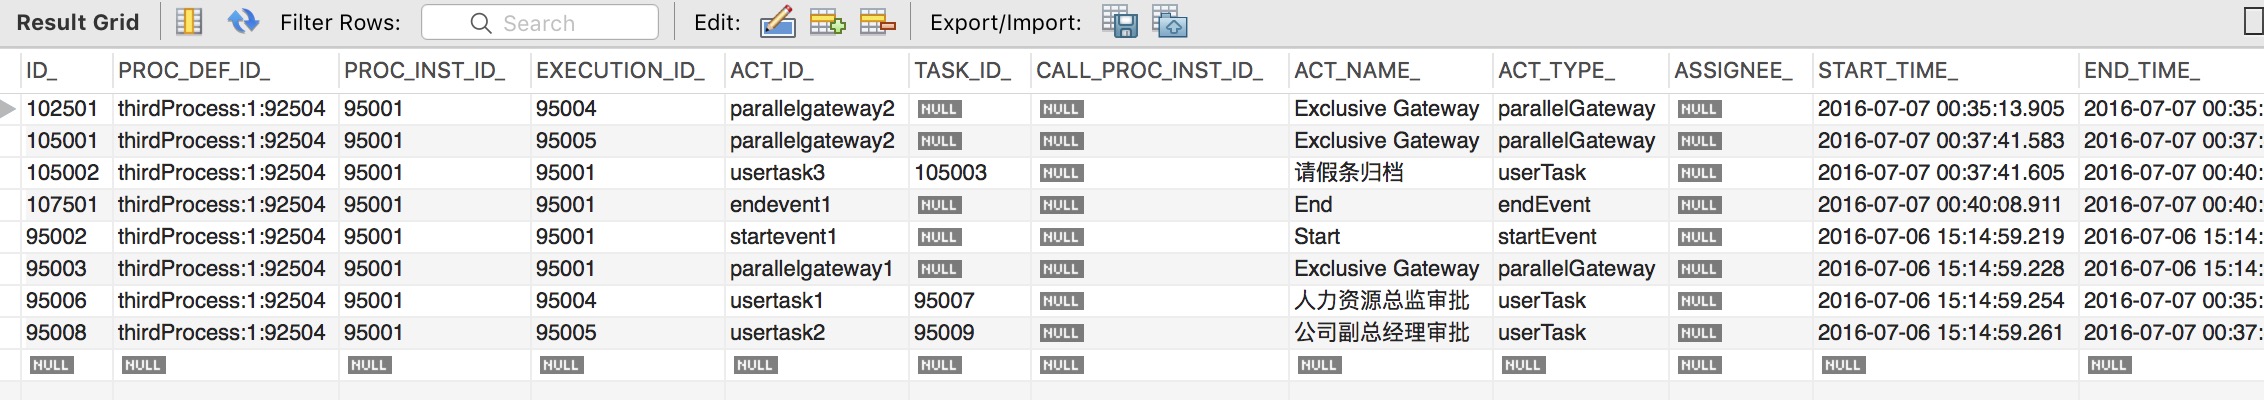 Result Grid Filter Rows: Search Edit: Export/Import:
ID_ PROC_DEF_ID_ PROC_INST_ID_ EXECUTION_ID_ ACT_ID_ TASK_ID_ CALL_PROC_INST_ID_ ACT_NAME_ ACT_TYPE_ ASSIGNEE_ START_TIME_ END_TIME_
102501 thirdProcess:1:92504 95001 95004 parallelgateway2 NULL NULL Exclusive Gateway parallelGateway NULL 2016-07-07 00:35:13.905 2016-07-07 00:35:
105001 thirdProcess:1:92504 95001 95005 parallelgateway2 NULL NULL Exclusive Gateway parallelGateway NULL 2016-07-07 00:37:41.583 2016-07-07 00:37:
105002 thirdProcess:1:92504 95001 95001 usertask3 105003 NULL 请假条归档 userTask NULL 2016-07-07 00:37:41.605 2016-07-07 00:40:
107501 thirdProcess:1:92504 95001 95001 endevent1 NULL NULL End endEvent NULL 2016-07-07 00:40:08.911 2016-07-07 00:40:
95002 thirdProcess:1:92504 95001 95001 startevent1 NULL NULL Start startEvent NULL 2016-07-06 15:14:59.219 2016-07-06 15:14:
95003 thirdProcess:1:92504 95001 95001 parallelgateway1 NULL NULL Exclusive Gateway parallelGateway NULL 2016-07-06 15:14:59.228 2016-07-06 15:14:
95006 thirdProcess:1:92504 95001 95004 usertask1 95007 NULL 人力资源总监审批 userTask NULL 2016-07-06 15:14:59.254 2016-07-07 00:35:
95008 thirdProcess:1:92504 95001 95005 usertask2 95009 NULL 公司副总经理审批 userTask NULL 2016-07-06 15:14:59.261 2016-07-07 00:37:
NULL NULL NULL NULL NULL NULL NULL NULL NULL NULL NULL NULL